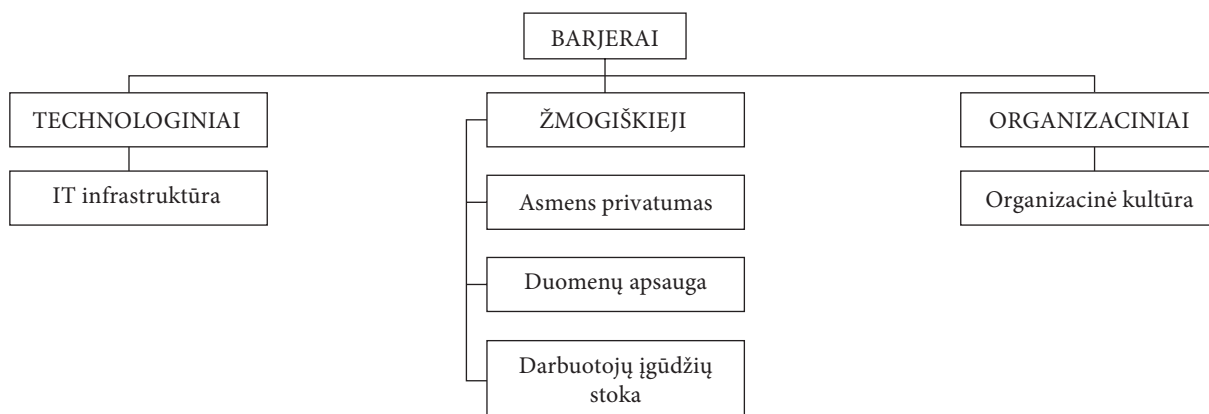 BARJERAI
TECHNOLOGINIAI
ŽMOGIŠKIEJI
ORGANIZACINIAI
IT infrastruktūra
Asmens privatumas
Organizacinė kultūra
Duomenų apsauga
Darbuotojų įgūdžių
stoka